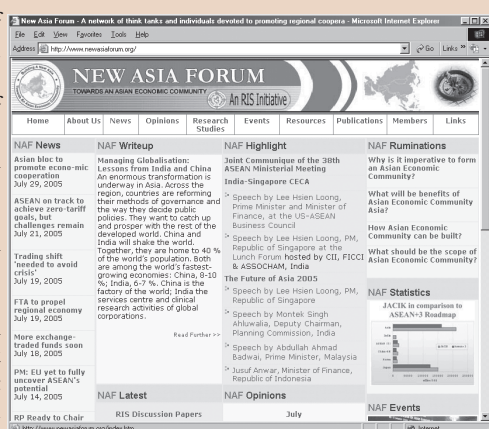 New Asia Forum - A network of think tanks and individuals devoted to promoting regional coopera - Microsoft Internet Explorer
File Edit View Favorites Tools Help
Address http://www.newasiaforum.org/ Go Links »
NEW ASIA FORUM
TOWARDS AN ASIAN ECONOMIC COMMUNITY
An RIS Initiative
Home About Us News Opinions Research Studies Events Resources Publications Members Links
NAF News
Asian bloc to
promote econo-mic
cooperation
July 29, 2005
ASEAN on track to
achieve zero-tariff
goals, but
challenges remain
July 21, 2005
Trading shift
'needed to avoid
crisis'
July 19, 2005
FTA to propel
regional economy
July 19, 2005
More exchange-
traded funds soon
July 18, 2005
PM: EU yet to fully
uncover ASEAN's
potential
July 14, 2005
RP Ready to Chair
NAF Writeup
Managing Globalisation:
Lessons from India and China
An enormous transformation is
underway in Asia. Across the
region, countries are reforming
their methods of governance and
the way they decide public
policies. They want to catch up
and prosper with the rest of the
developed world. China and
India will shake the world.
Together, they are home to 40 %
of the world's population. Both
are among the world's fastest-
growing economies: China, 8-10
%; India, 6-7 %. China is the
factory of the world; India the
services centre and clinical
research activities of global
corporations.
Read Further >>
NAF Latest
RIS Discussion Papers
NAF Highlight
Joint Communique of the 38th
ASEAN Ministerial Meeting
India-Singapore CECA
Speech by Lee Hsien Loong,
Prime Minister and Minister of
Finance, at the US-ASEAN
Business Council
Speech by Lee Hsien Loong, PM,
Republic of Singapore at the
Lunch Forum hosted by CII, FICCI
& ASSOCHAM, India
The Future of Asia 2005
Speech by Lee Hsien Loong, PM,
Republic of Singapore
Speech by Montek Singh
Ahluwalia, Deputy Chairman,
Planning Commission, India
Speech by Abdullah Ahmad
Badwai, Prime Minister, Malaysia
Jusuf Anwar, Minister of Finance,
Republic of Indonesia
NAF Opinions
July
NAF Ruminations
Why is it imperative to form
an Asian Economic
Community?
What will be benefits of
Asian Economic Community
Asia?
How Asian Economic
Community can be built?
What should be the scope of
Asian Economic Community?
NAF Statistics
JACIK in comparison to
ASEAN+3 Roadmap
NAF Events
http://www.newasiaforum.org/index.htm Internet